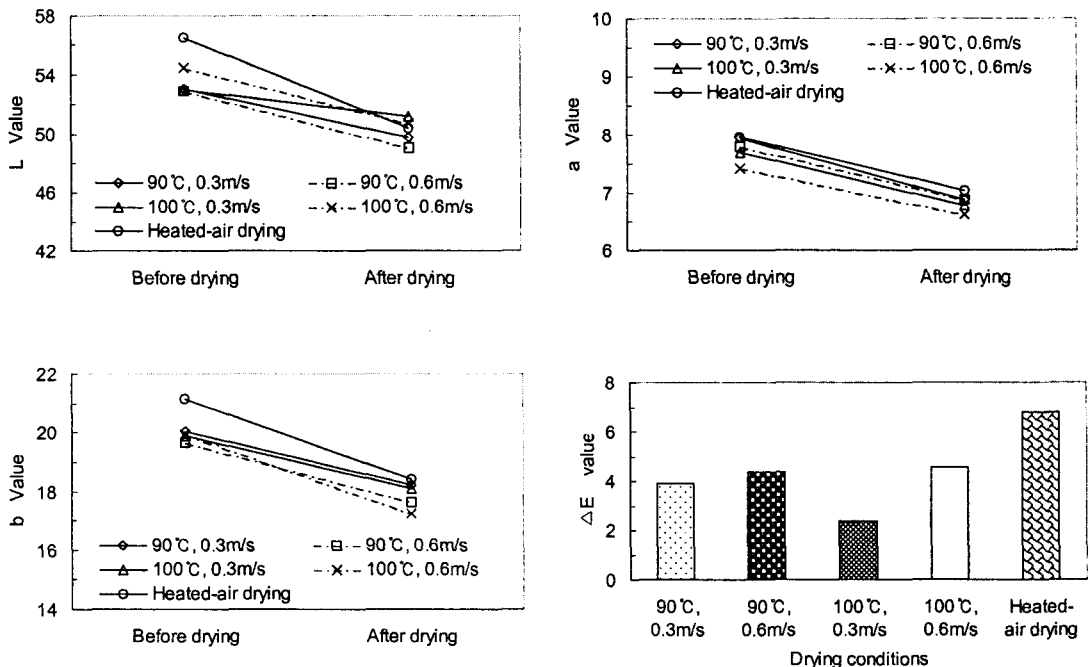 58
54
50
46
42
L Value
90℃, 0.3m/s
90℃, 0.6m/s
100℃, 0.3m/s
100℃, 0.6m/s
Heated-air drying
Before drying
After drying
10
9
8
7
6
a Value
90℃, 0.3m/s
90℃, 0.6m/s
100℃, 0.3m/s
100℃, 0.6m/s
Heated-air drying
Before drying
After drying
22
20
18
16
14
b Value
90℃, 0.3m/s
90℃, 0.6m/s
100℃, 0.3m/s
100℃, 0.6m/s
Heated-air drying
Before drying
After drying
8
6
4
2
0
△E value
90℃,
0.3m/s
90℃,
0.6m/s
100℃,
0.3m/s
100℃,
0.6m/s
Heated-
air drying
Drying conditions